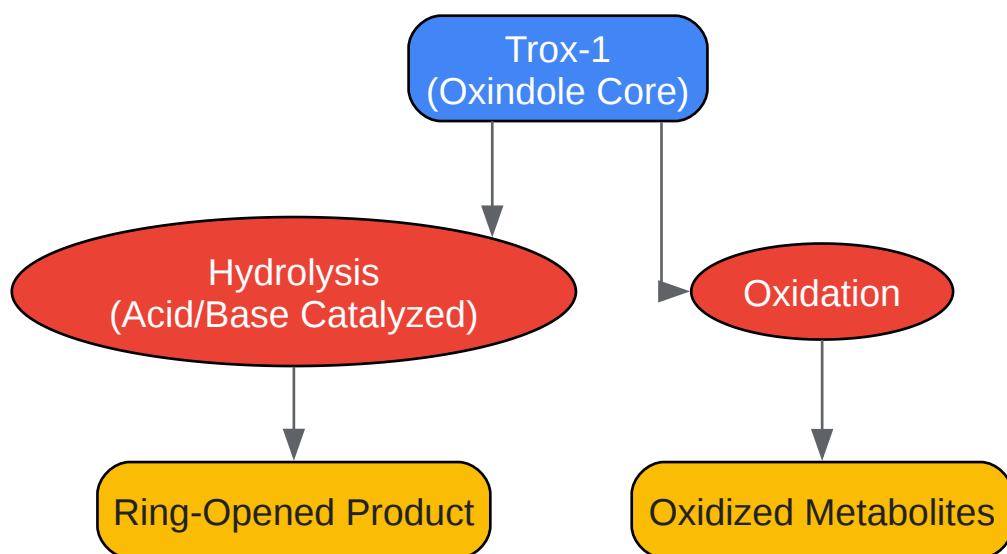 Trox-1
(Oxindole Core)
Hydrolysis
(Acid/Base Catalyzed)
Oxidation
Ring-Opened Product
Oxidized Metabolites